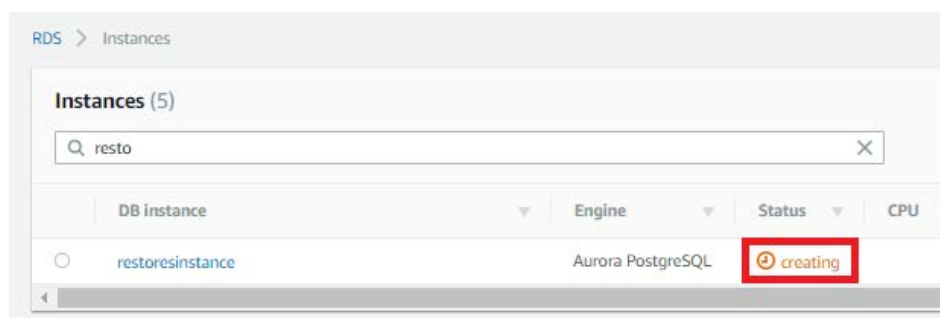 RDS > Instances
Instances (5)
resto
DB instance Engine Status CPU
restoresinstance Aurora PostgreSQL creating